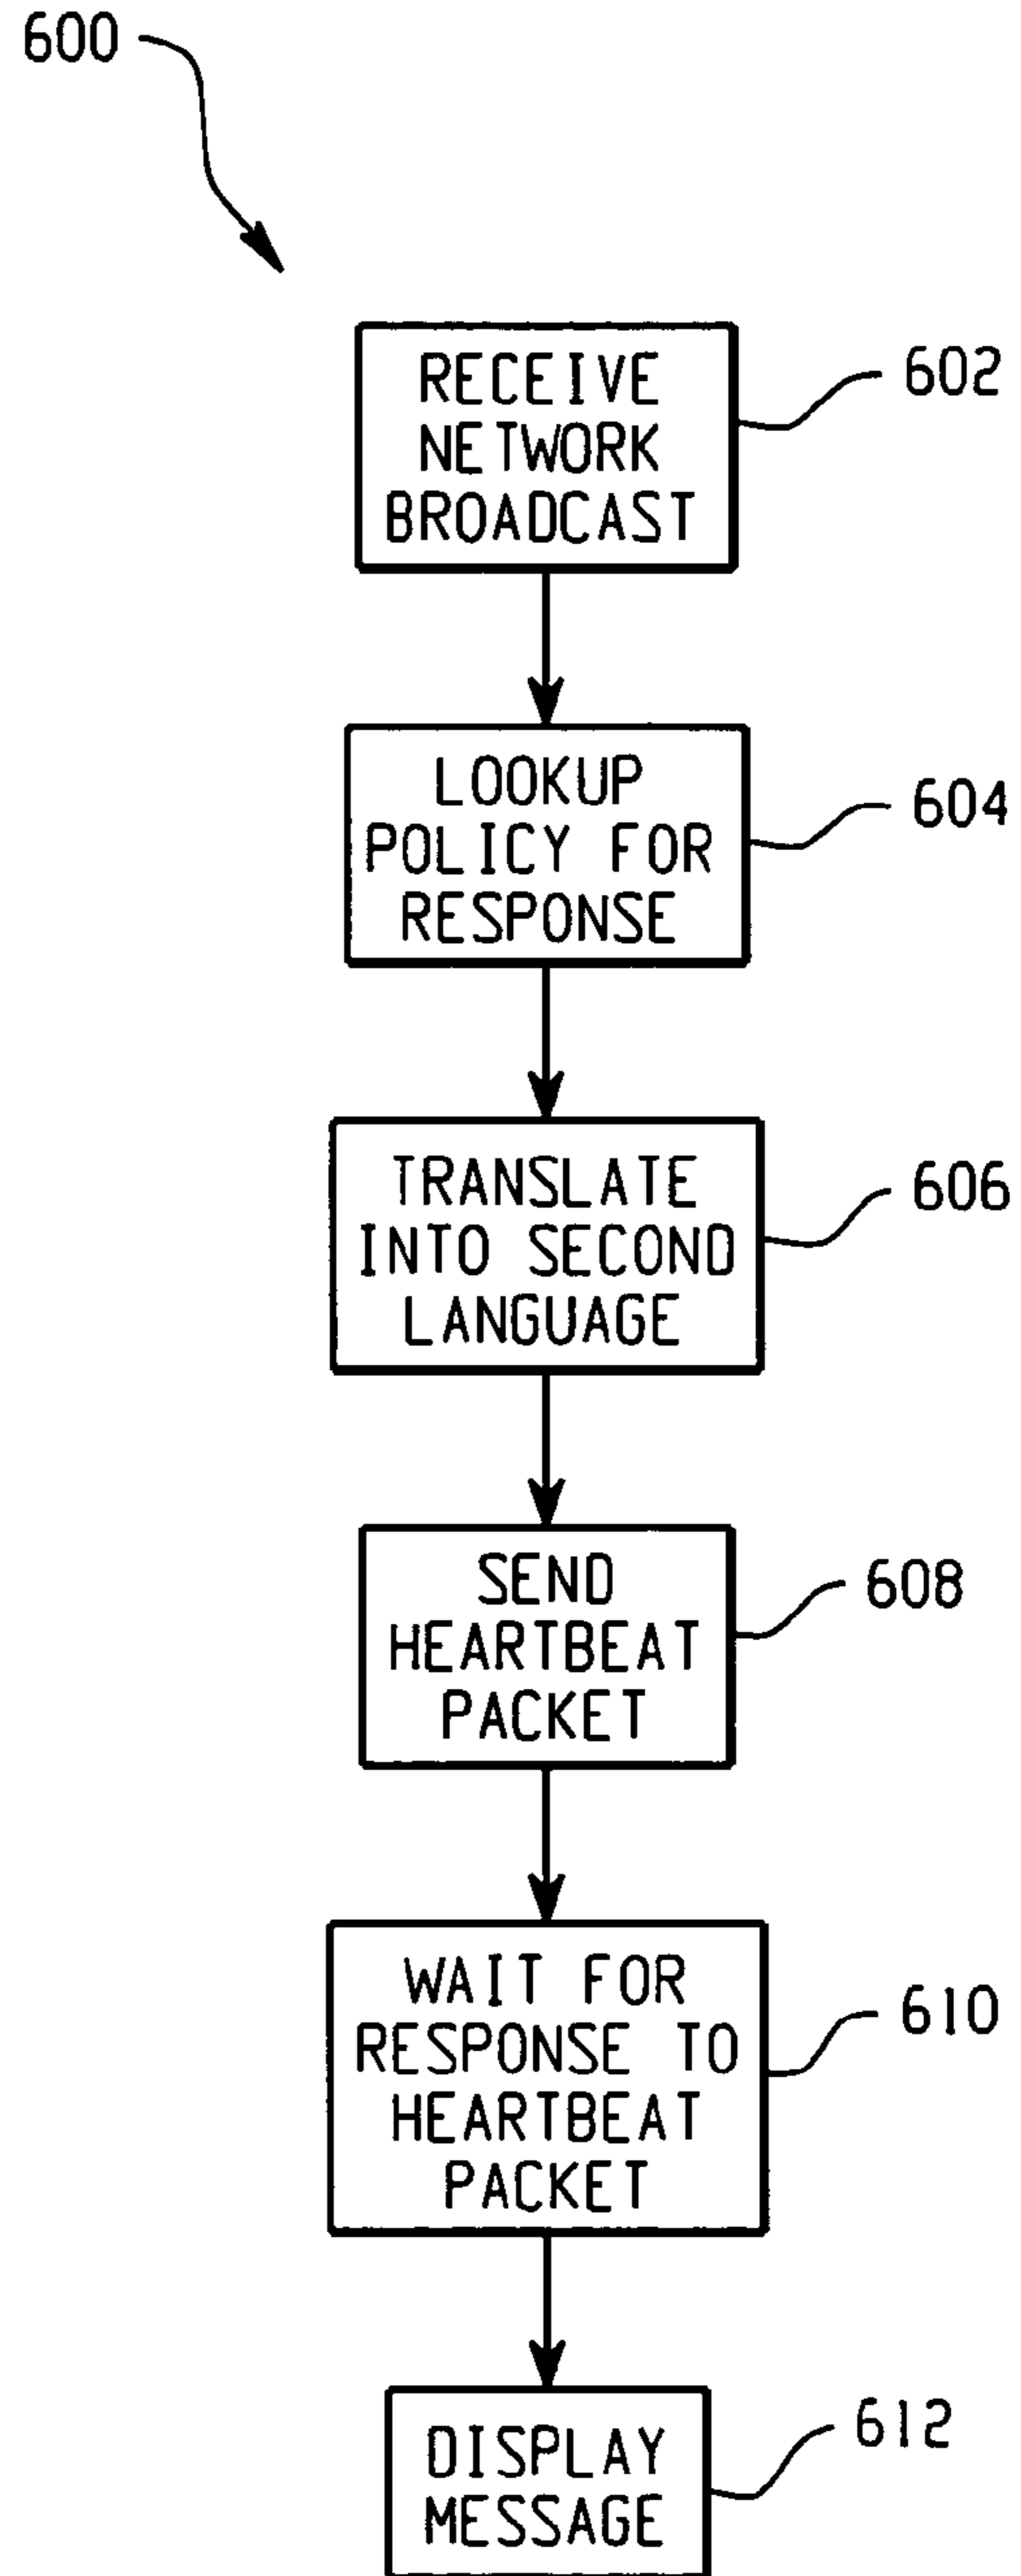 600
RECEIVE
NETWORK
BROADCAST
602
LOOKUP
POLICY FOR
RESPONSE
604
TRANSLATE
INTO SECOND
LANGUAGE
606
SEND
HEARTBEAT
PACKET
608
WAIT FOR
RESPONSE TO
HEARTBEAT
PACKET
610
DISPLAY
MESSAGE
612